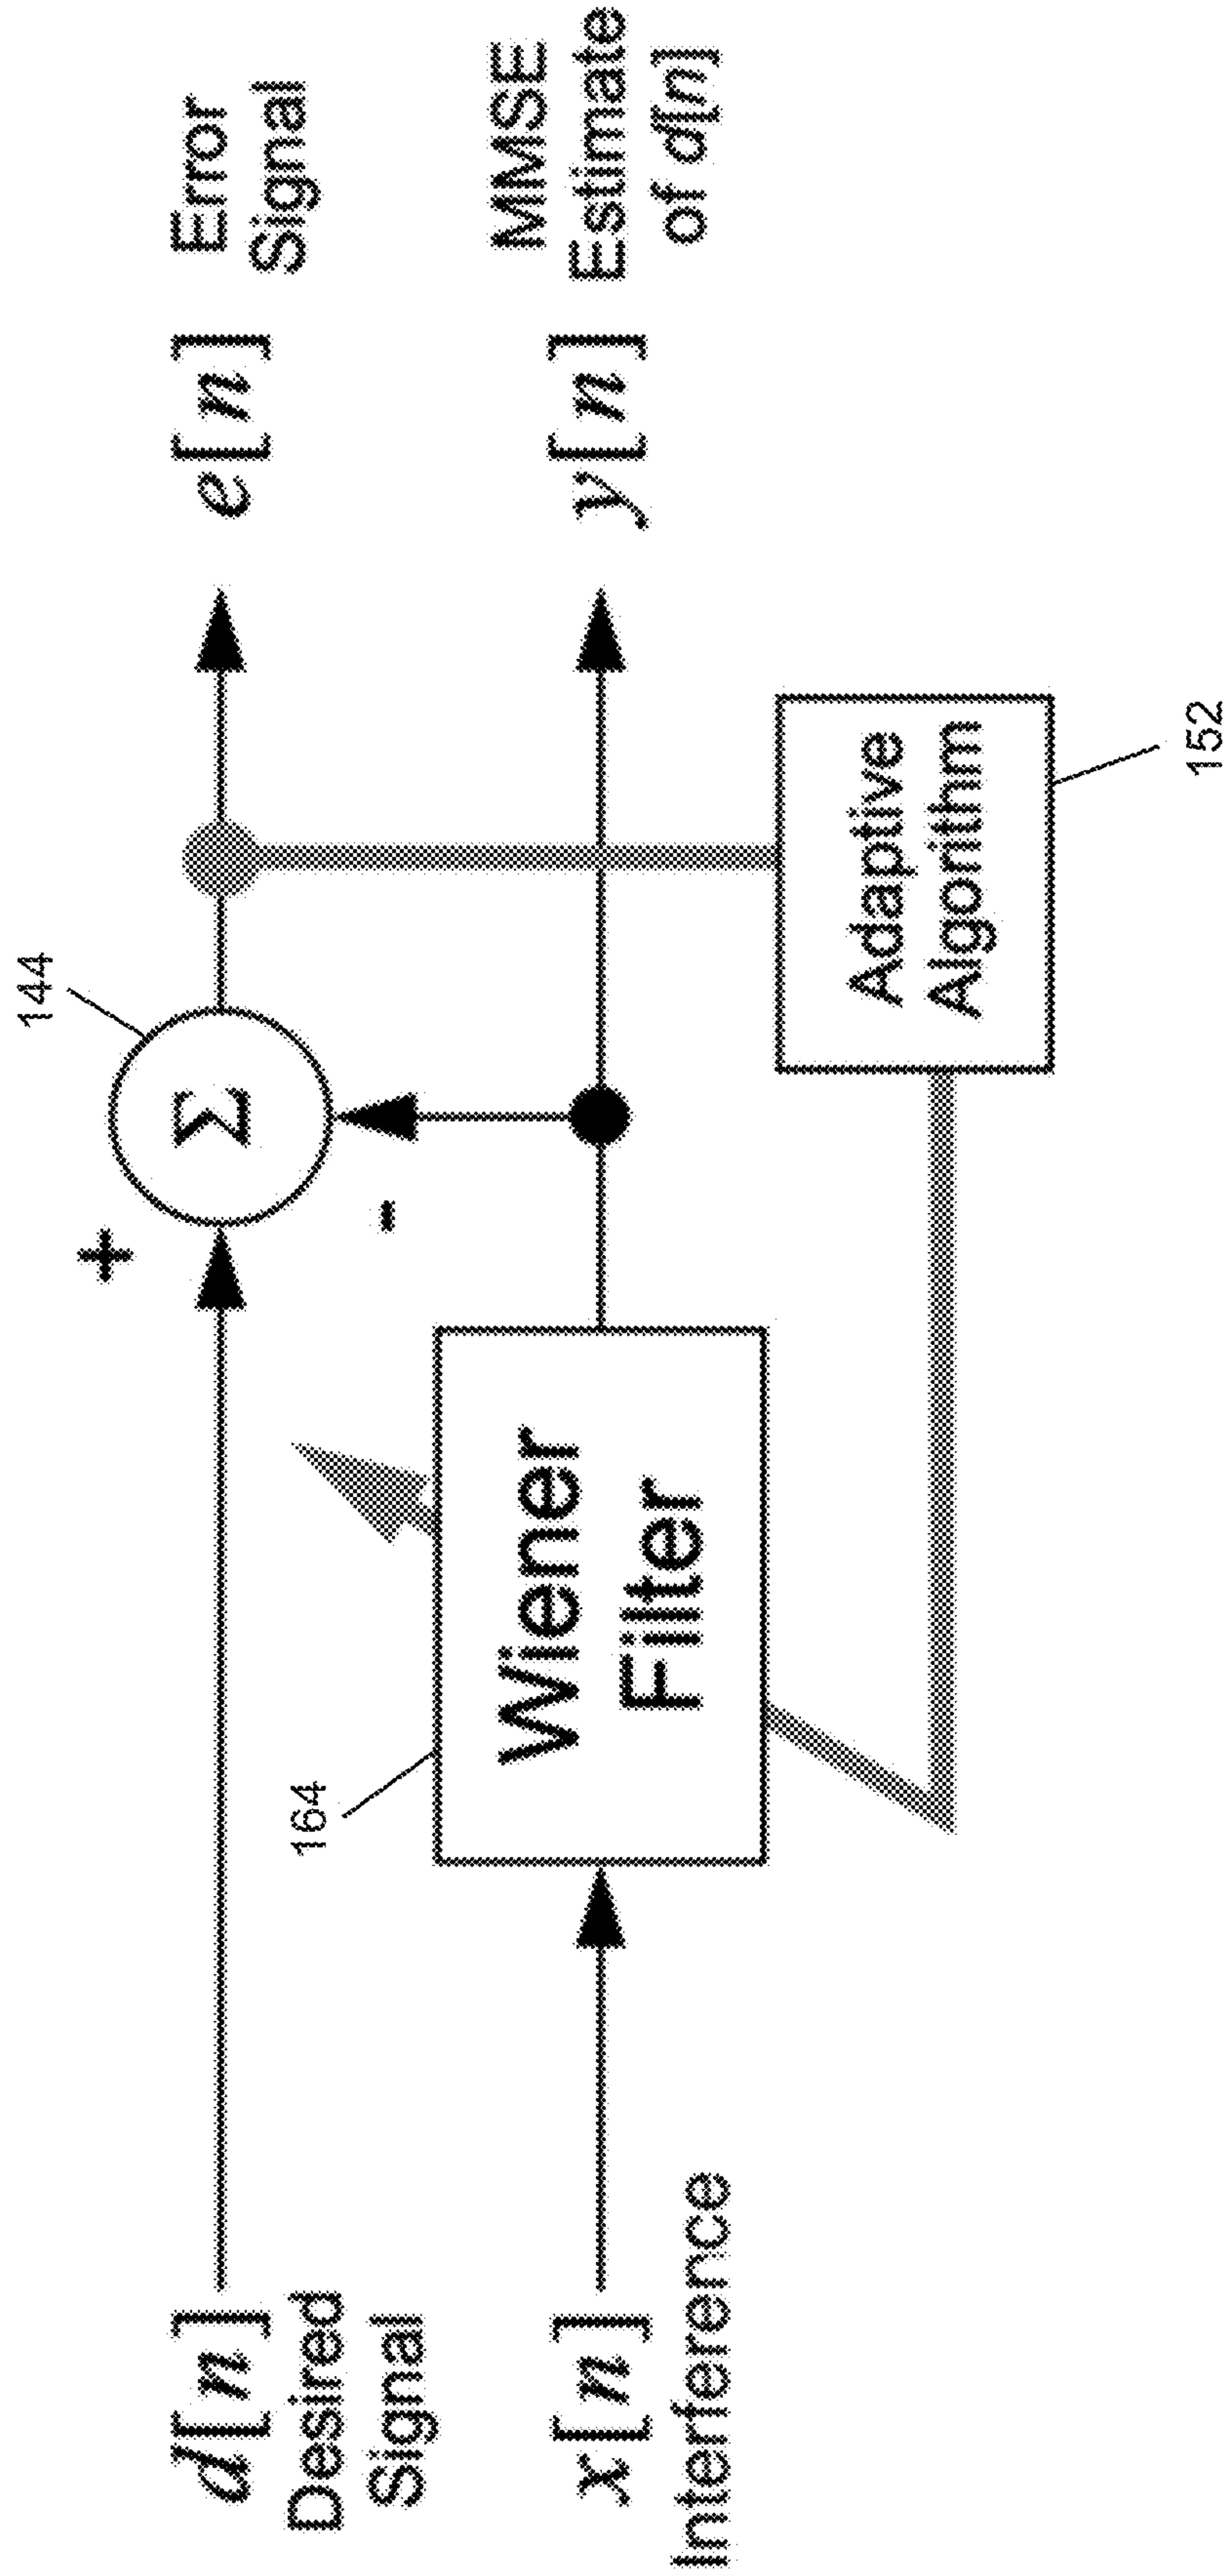 144
d[n]
Desired
Signal
+
Σ
e[n]
Error
Signal
-
164
x[n]
Interference
Wiener
Filter
y[n]
MMSE
Estimate
of d[n]
Adaptive
Algorithm
152